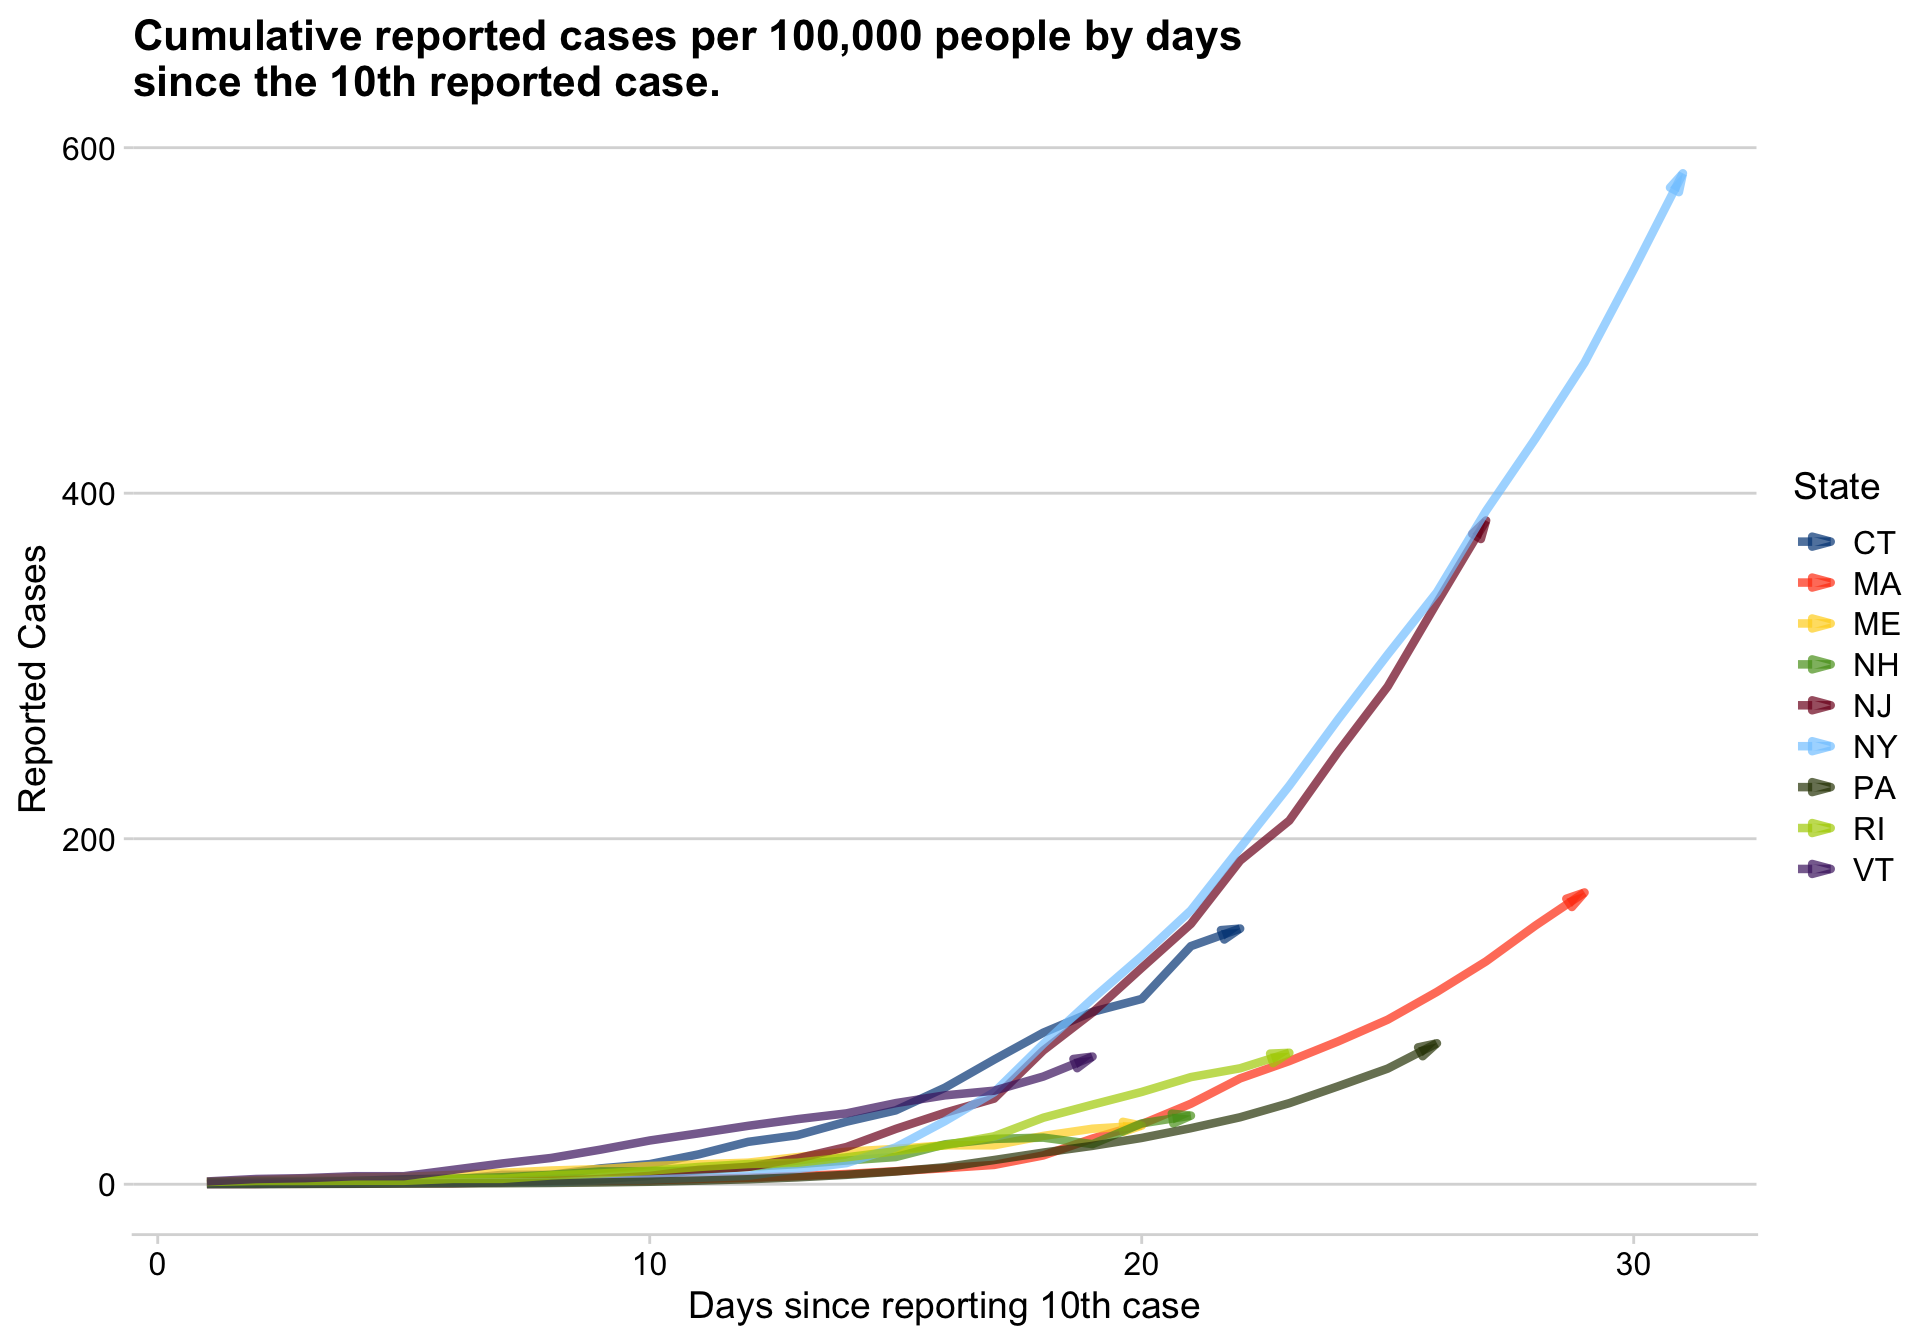 Cumulative reported cases per 100,000 people by days
since the 10th reported case.
600
400
200
0
Reported Cases
0 10 20 30
Days since reporting 10th case
State
CT
MA
ME
NH
NJ
NY
PA
RI
VT